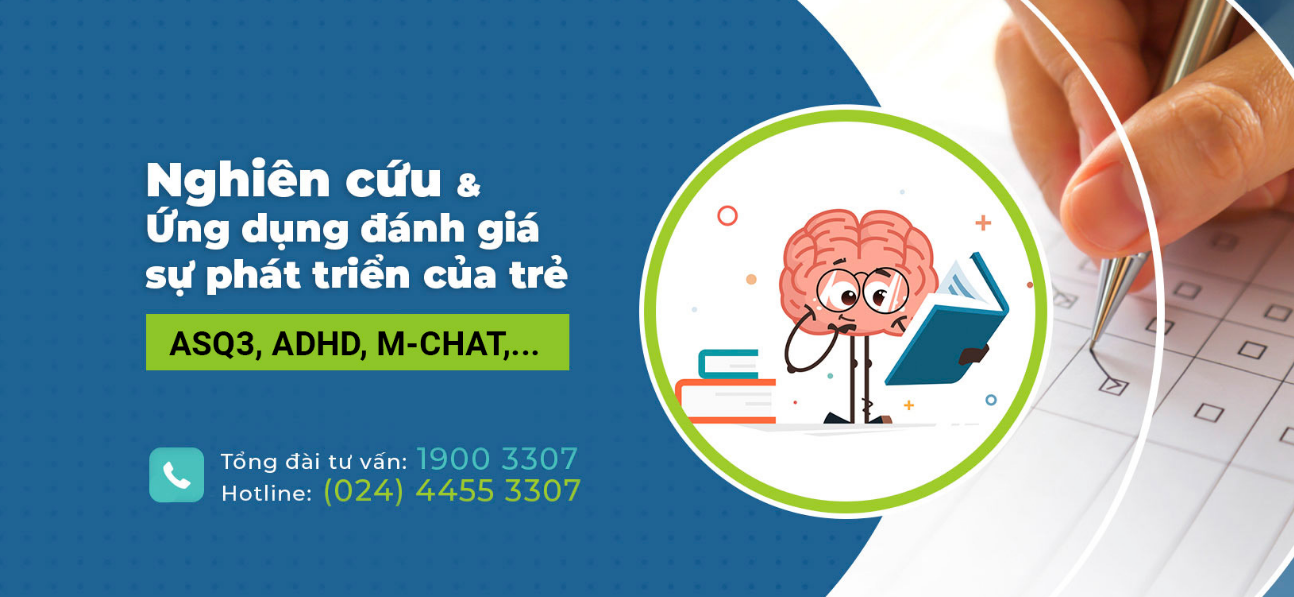 Nghiên cứu &
Ứng dụng đánh giá
sự phát triển của trẻ
ASQ3, ADHD, M-CHAT,...
Tổng đài tư vấn: 1900 3307
Hotline: (024) 4455 3307